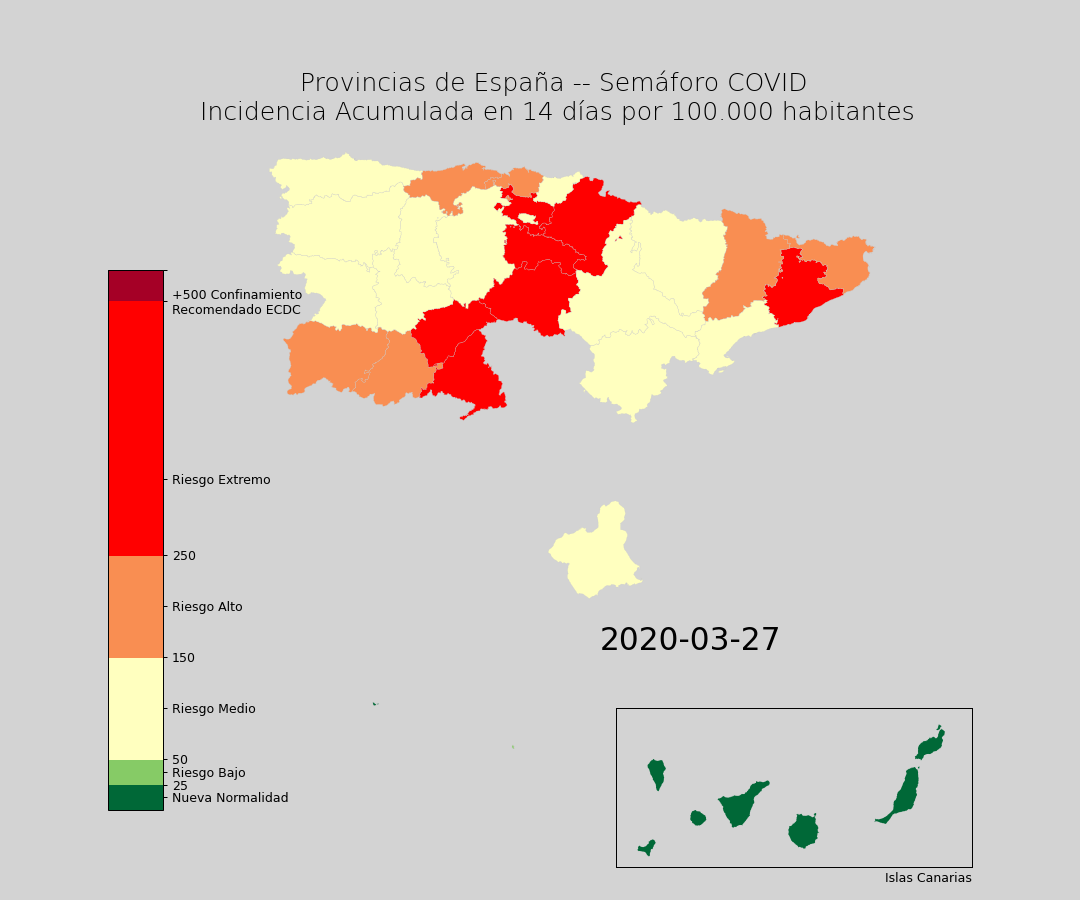 Provincias de España -- Semáforo COVID
Incidencia Acumulada en 14 días por 100.000 habitantes
+500 Confinamiento
Recomendado ECDC
Riesgo Extremo
250
Riesgo Alto
150
Riesgo Medio
50
Riesgo Bajo
25
Nueva Normalidad
2020-03-27
Islas Canarias